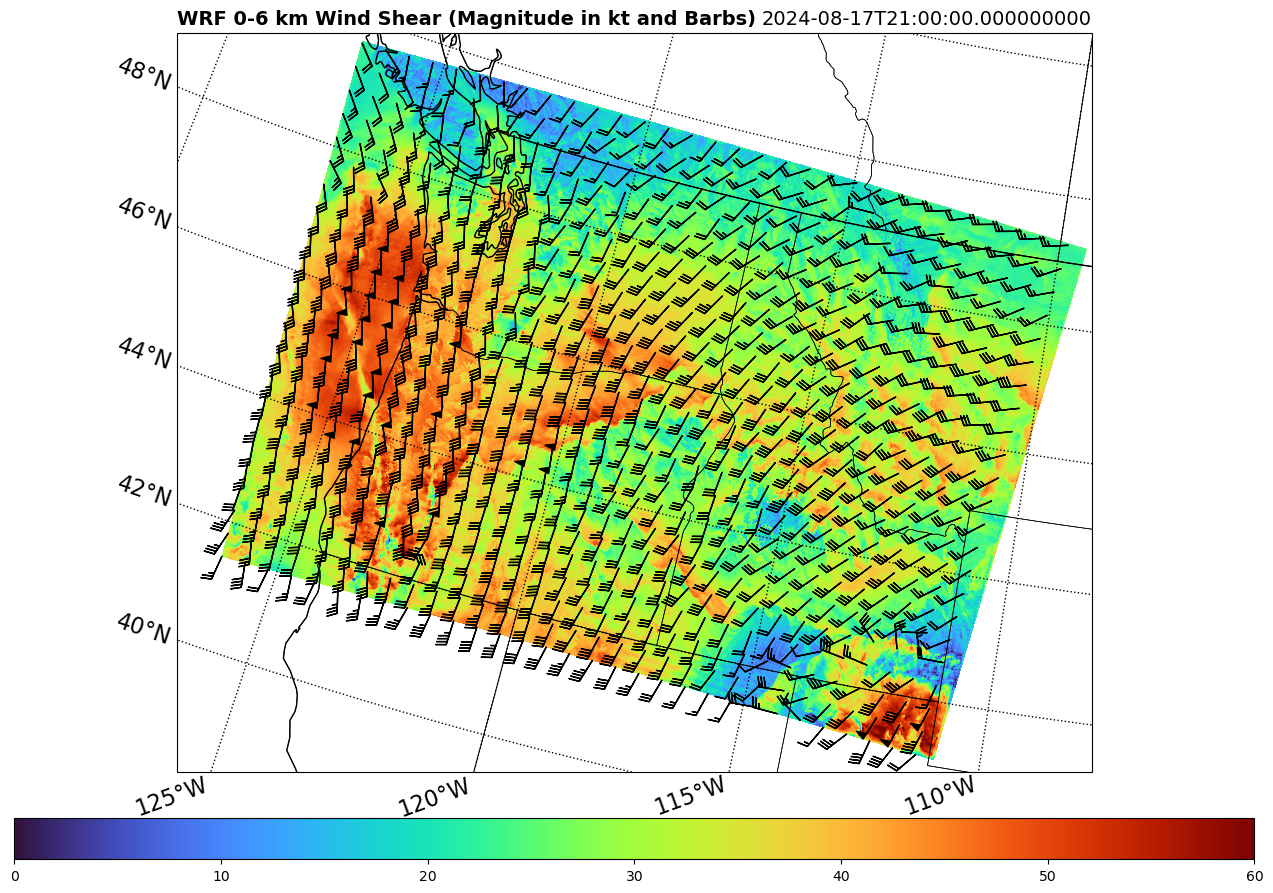 WRF 0-6 km Wind Shear (Magnitude in kt and Barbs) 2024-08-17T21:00:00.000000000
48°N
46°N
44°N
42°N
40°N
125°W 120°W 115°W 110°W
0 10 20 30 40 50 60